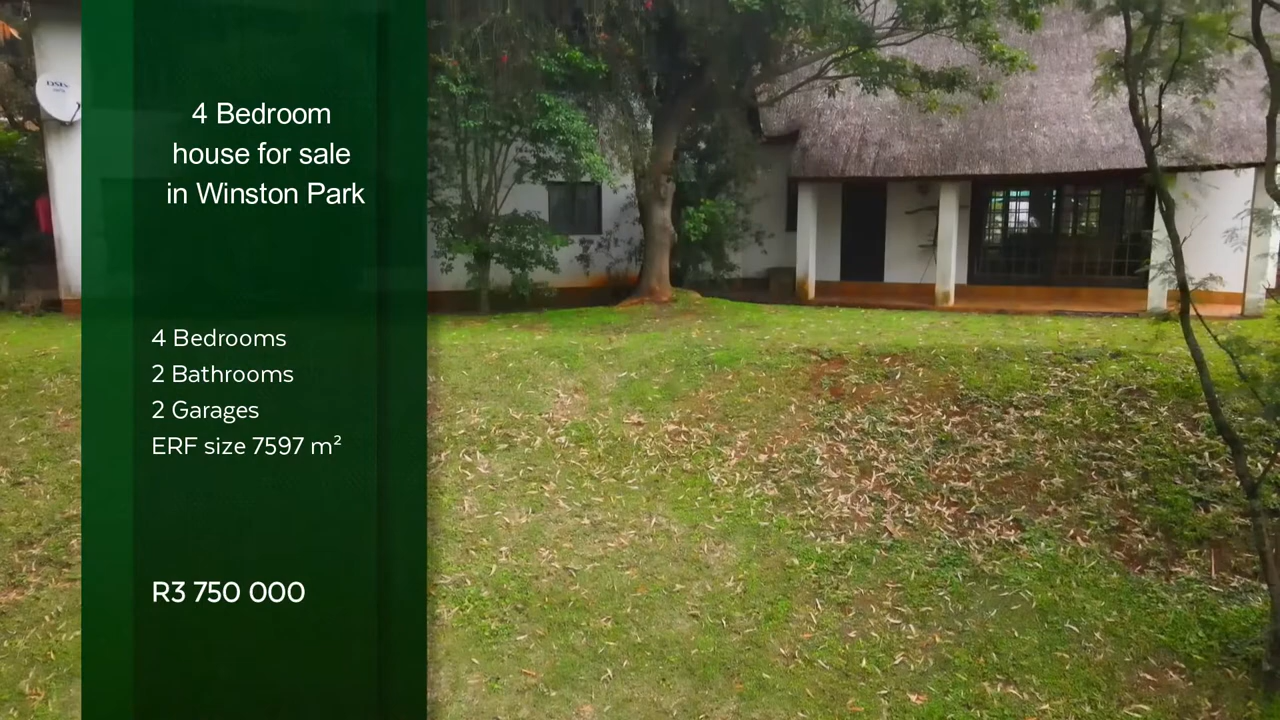 4 Bedroom
house for sale
in Winston Park
4 Bedrooms
2 Bathrooms
2 Garages
ERF size 7597 m²
R3 750 000